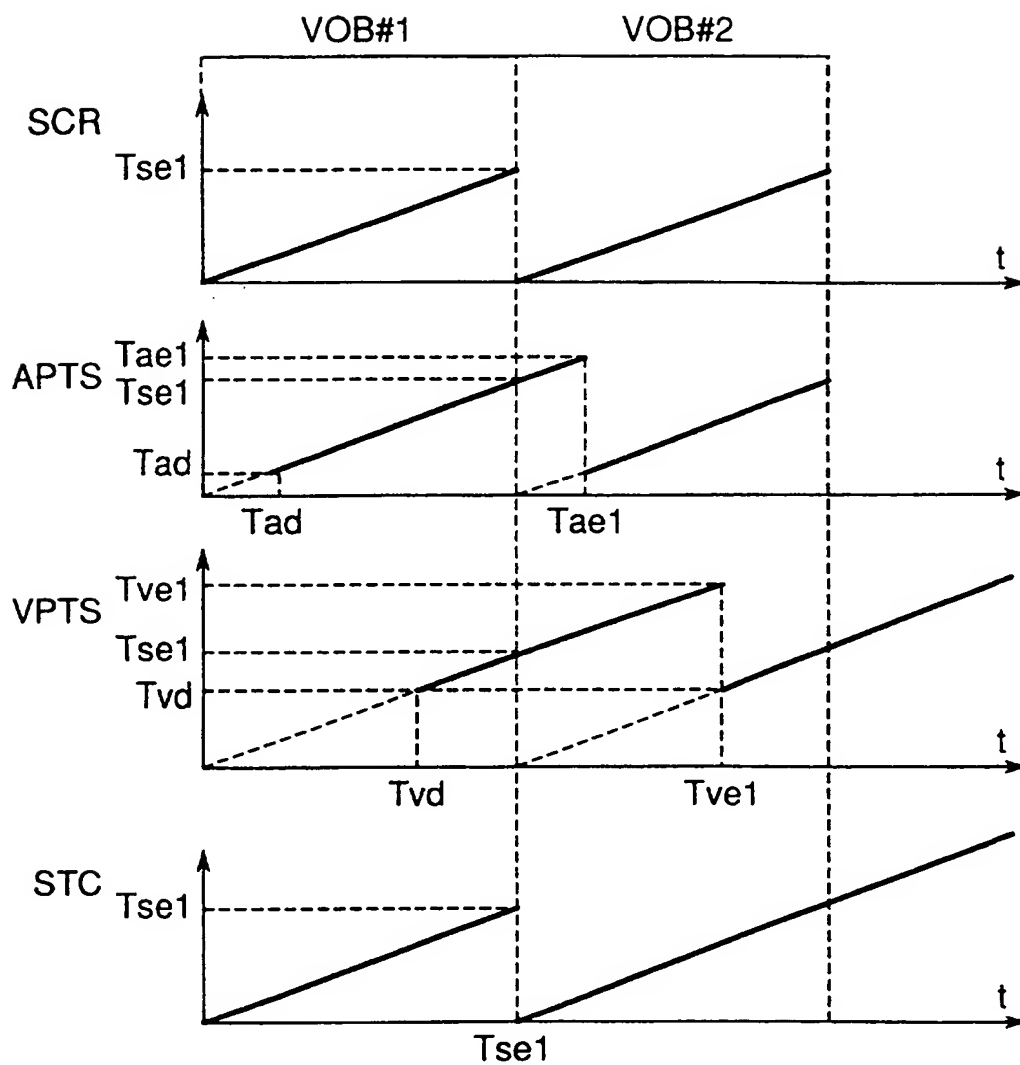 VOB#1 VOB#2
SCR
Tse1
t
Tae1
APTS
Tse1
Tad
t
Tad Tae1
Tve1
VPTS
Tse1
Tvd
t
Tvd Tve1
STC
Tse1
t
Tse1